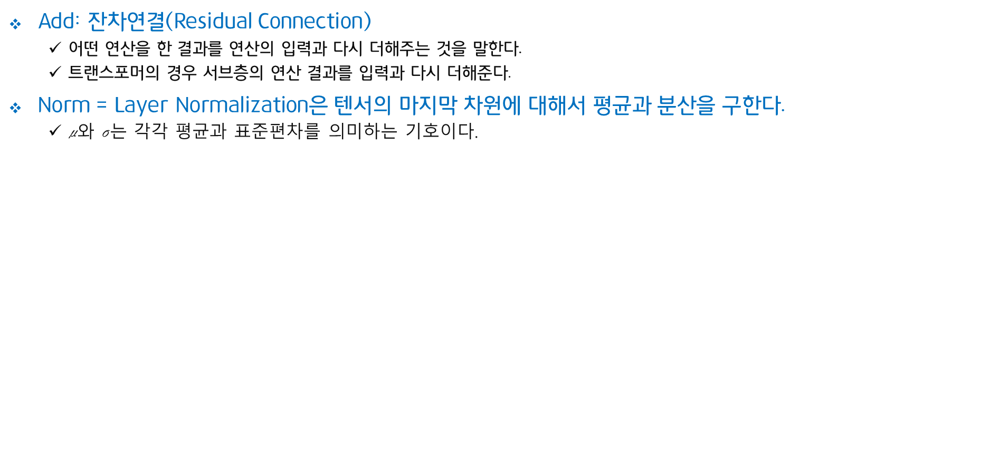 ❖ Add: 잔차연결(Residual Connection)
✓ 어떤 연산을 한 결과를 연산의 입력과 다시 더해주는 것을 말한다.
✓ 트랜스포머의 경우 서브층의 연산 결과를 입력과 다시 더해준다.
❖ Norm = Layer Normalization은 텐서의 마지막 차원에 대해서 평균과 분산을 구한다.
✓ 𝜇와 𝜎는 각각 평균과 표준편차를 의미하는 기호이다.